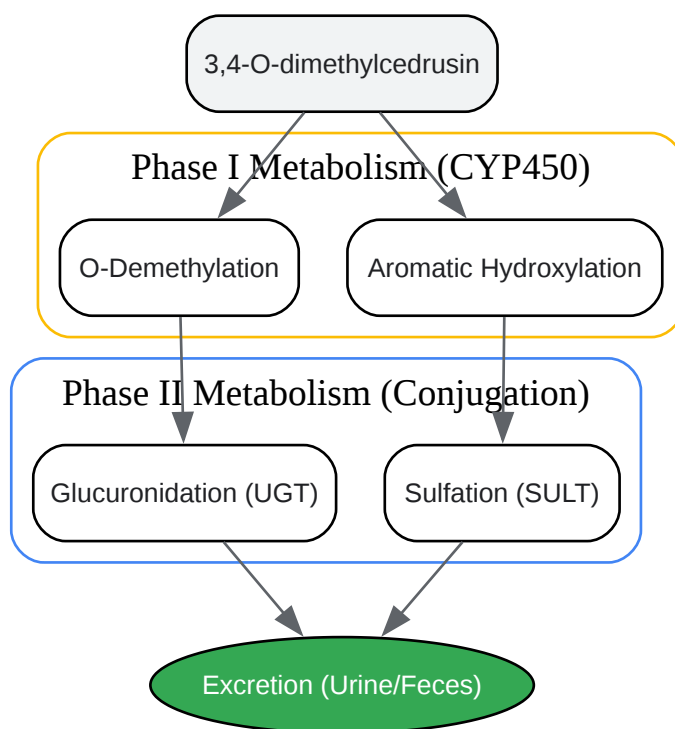 3,4-O-dimethylcedrusin
Phase I Metabolism (CYP450)
O-Demethylation
Aromatic Hydroxylation
Phase II Metabolism (Conjugation)
Glucuronidation (UGT)
Sulfation (SULT)
Excretion (Urine/Feces)